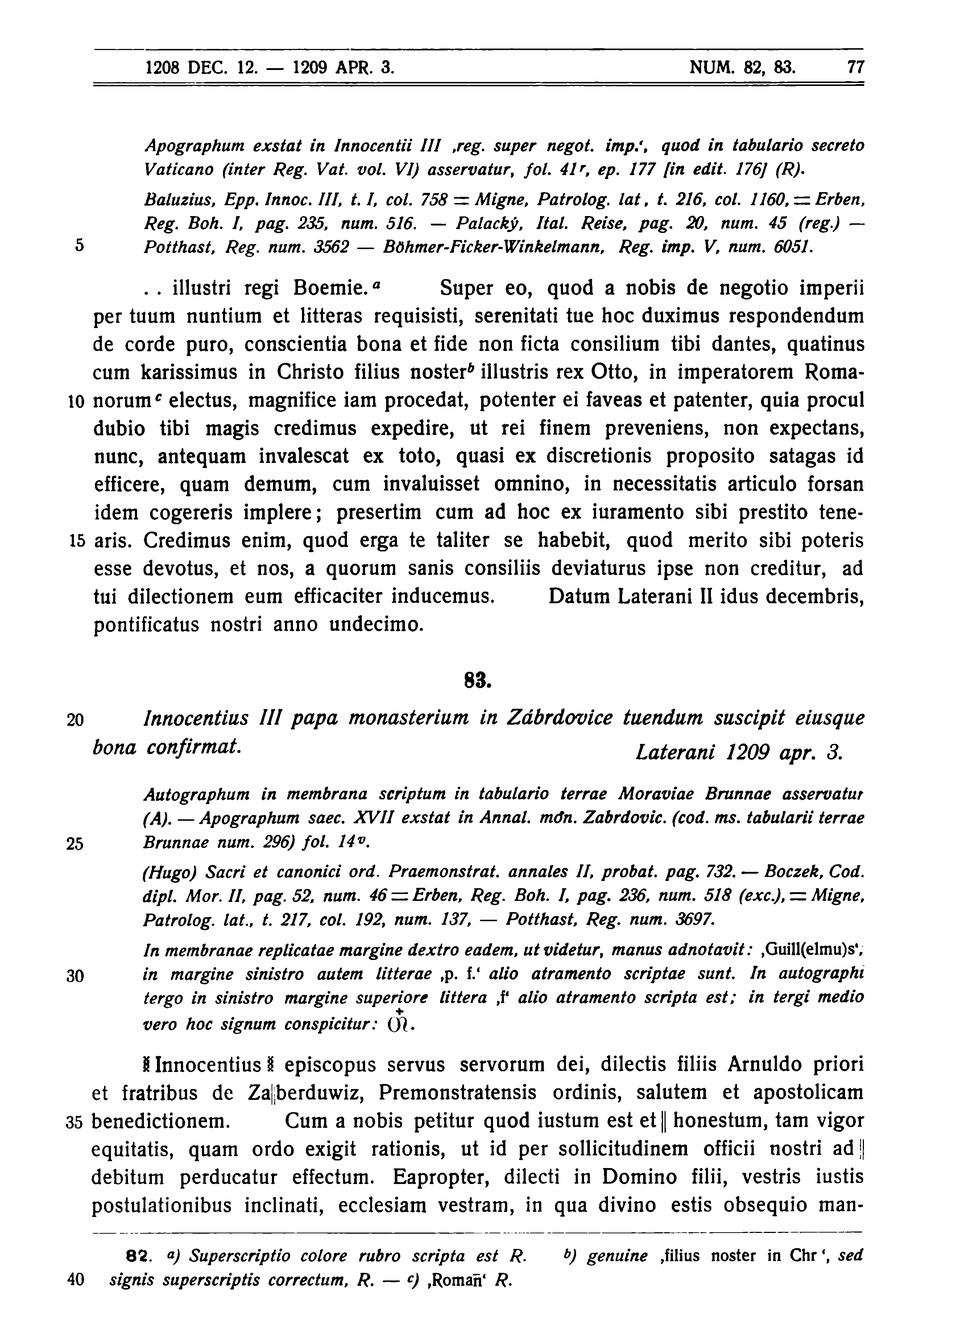 1208 DEC. 12. — 1209 APR. 3. NUM. 82, 83. 77
Apographum exstat in Innocentii III ‚reg. super negot. imp.‘, quod in tabulario secreto
Vaticano (inter Reg. Vat. vol. VI) asservatur, fol. 41r, ep. 177 [in edit. 176] (R).
Baluzius, Epp. Innoc. III, t. I, col. 758 = Migne, Patrolog. lat, t. 216, col. 1160, = Erben,
Reg. Boh. I, pag. 235, num. 516. — Palacký, Ital. Reise, pag. 20, num. 45 (reg.) —
5 Potthast, Reg. num. 3562 — Böhmer-Ficker-Winkelmann, Reg. imp. V, num. 6051.
. . illustri regi Boemie.a Super eo, quod a nobis de negotio imperii
per tuum nuntium et litteras requisisti, serenitati tue hoc duximus respondendum
de corde puro, conscientia bona et fide non ficta consilium tibi dantes, quatinus
cum karissimus in Christo filius nosterb illustris rex Otto, in imperatorem Roma-
10 norumc electus, magnifice iam procedat, potenter ei faveas et patenter, quia procul
dubio tibi magis credimus expedire, ut rei finem preveniens, non expectans,
nunc, antequam invalescat ex toto, quasi ex discretionis proposito satagas id
efficere, quam demum, cum invaluisset omnino, in necessitatis articulo forsan
idem cogereris implere; presertim cum ad hoc ex iuramento sibi prestito tene-
15 aris. Credimus enim, quod erga te taliter se habebit, quod merito sibi poteris
esse devotus, et nos, a quorum sanis consiliis deviaturus ipse non creditur, ad
tui dilectionem eum efficaciter inducemus. Datum Laterani II idus decembris,
pontificatus nostri anno undecimo.
83.
20 Innocentius III papa monasterium in Zábrdovice tuendum suscipit eiusque
bona confirmat. Laterani 1209 apr. 3.
Autographum in membrana scriptum in tabulario terrae Moraviae Brunnae asservatur
(A). — Apographum saec. XVII exstat in Annal. mon. Zabrdovic. (cod. ms. tabularii terrae
25 Brunnae num. 296) fol. 14v.
(Hugo) Sacri et canonici ord. Praemonstrat. annales II, probat. pag. 732. — Boczek, Cod.
dipl. Mor. II, pag. 52, num. 46 = Erben, Reg. Boh. I, pag. 236, num. 518 (exc.), = Migne,
Patrolog. lat., t. 217, col. 192, num. 137, — Potthast, Reg. num. 3697.
In membranae replicatae margine dextro eadem, ut videtur, manus adnotavit: ‚Guill(elmu)s‘;
30 in margine sinistro autem litterae ‚p. f.‘ alio atramento scriptae sunt. In autographi
tergo in sinistro margine superiore littera ‚f‘ alio atramento scripta est; in tergi medio
vero hoc signum conspicitur:
Innocentius episcopus servus servorum dei, dilectis filiis Arnuldo priori
et fratribus de Za||berduwiz, Premonstratensis ordinis, salutem et apostolicam
35 benedictionem. Cum a nobis petitur quod iustum est et || honestum, tam vigor
equitatis, quam ordo exigit rationis, ut id per sollicitudinem officii nostri ad ||
debitum perducatur effectum. Eapropter, dilecti in Domino filii, vestris iustis
postulationibus inclinati, ecclesiam vestram, in qua divino estis obsequio man-
82. a) Superscriptio colore rubro scripta est R. b) genuine ‚filius noster in Chr‘, sed
40 signis superscriptis correctum, R. — c) ‚Romañ‘ R.